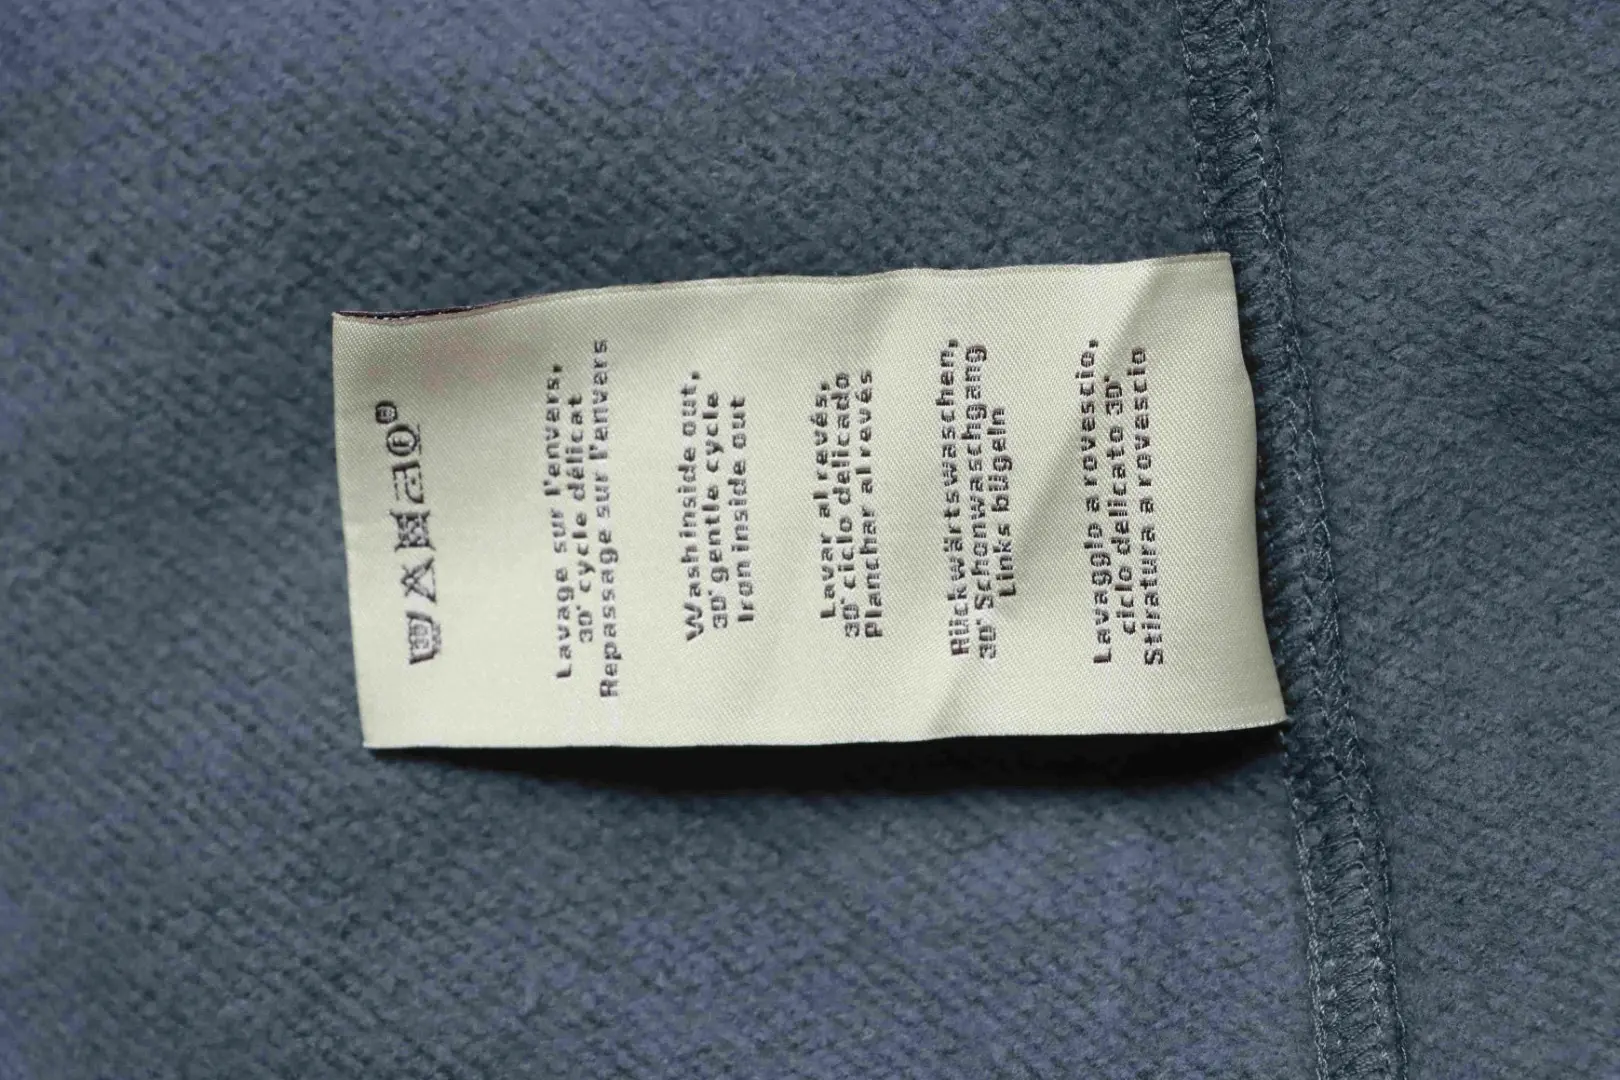 Lavage sur l'envers,
30° cycle délicat
Repassage sur l'envers
Wash inside out,
30° gentle cycle
Iron inside out
Lavar al revés,
30° ciclo delicado
Planchar al revés
Rückwärtswaschen,
30° Schonwaschgang
Links bügeln
Lavaggio a rovescio,
ciclo delicato 30°
Stiratura a rovescio